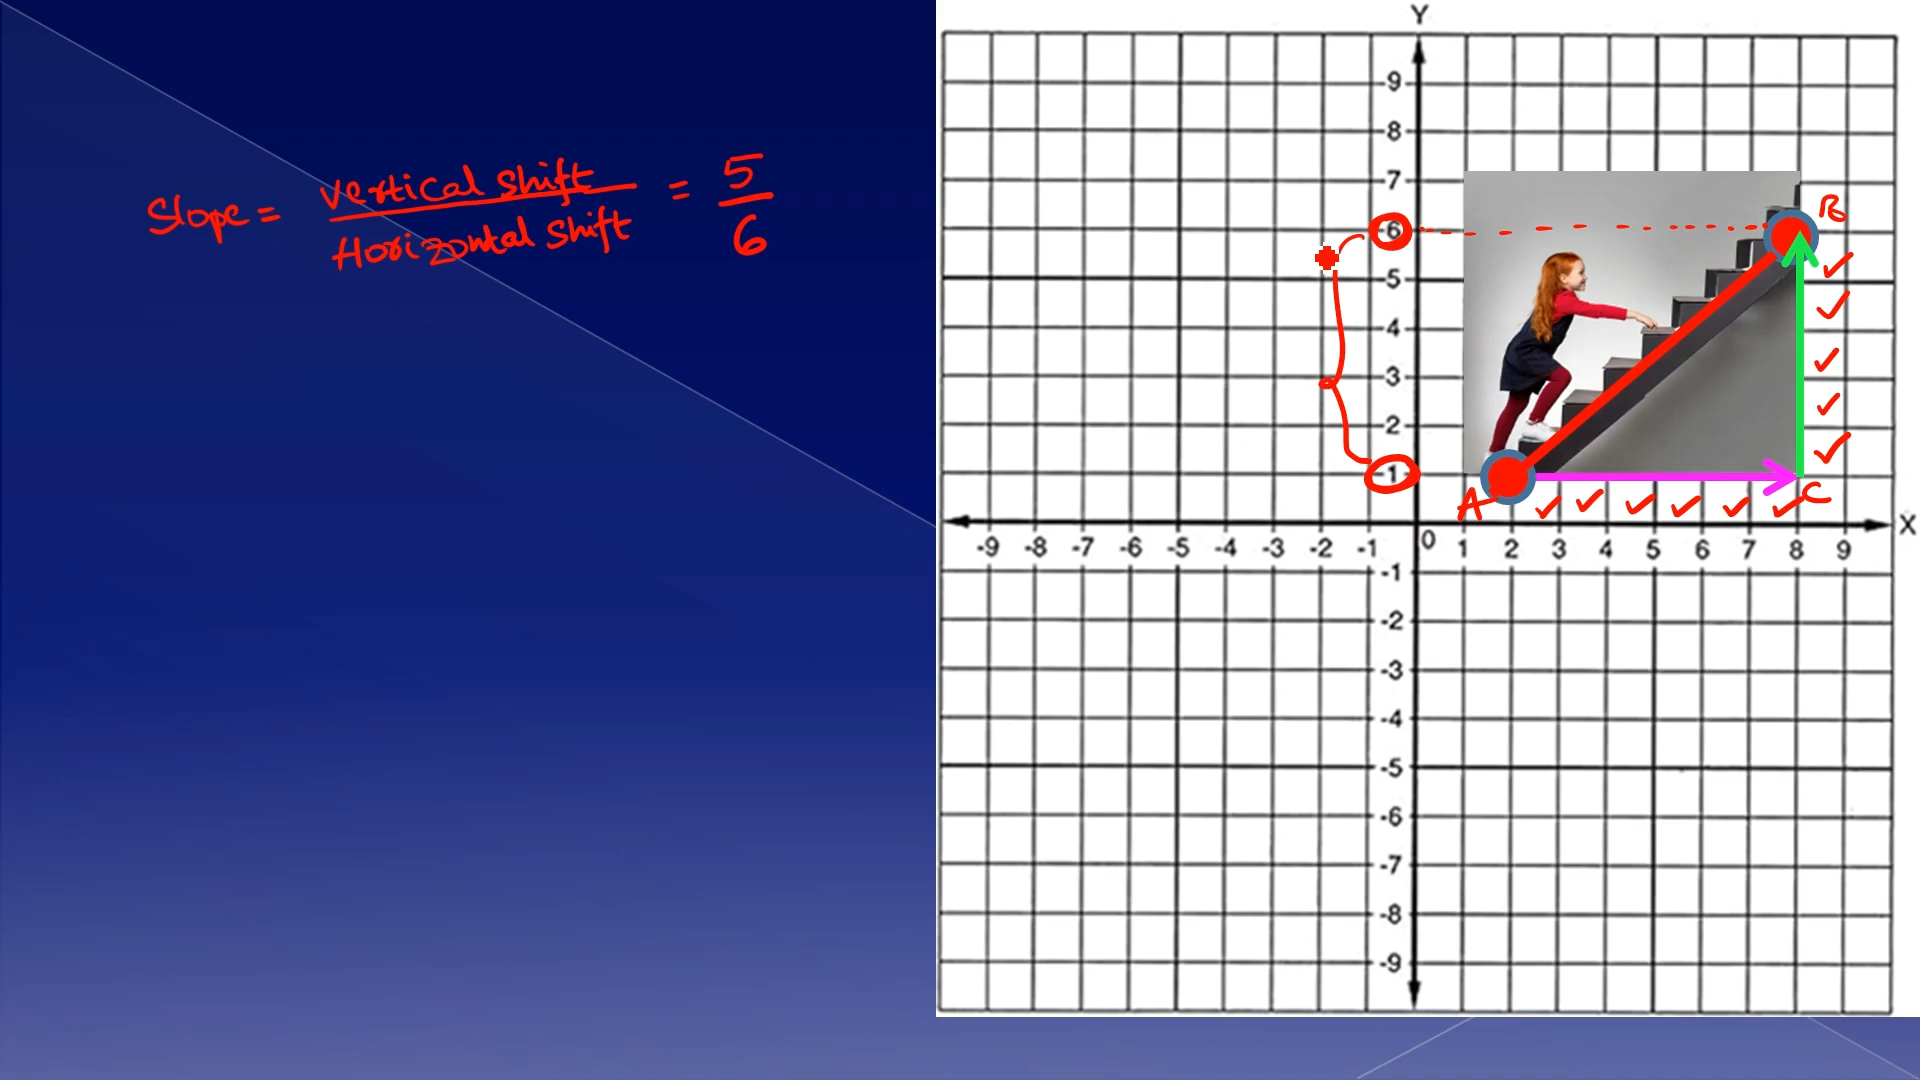 Slope = vertical shift / Horizontal shift = 5/6
Y
9
8
7
6
5
4
3
2
1
B
A
C
X
-9 -8 -7 -6 -5 -4 -3 -2 -1 0 1 2 3 4 5 6 7 8 9
-1
-2
-3
-4
-5
-6
-7
-8
-9